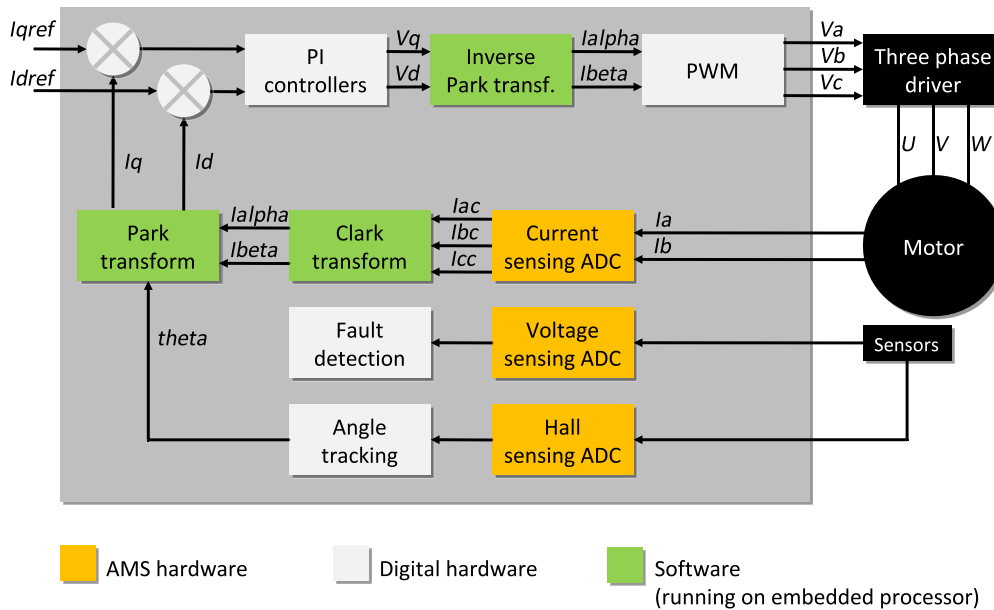 Iqref
Idref
PI
controllers
Vq
Vd
Inverse
Park transf.
Ialpha
Ibeta
PWM
Va
Vb
Vc
Three phase
driver
U
V
W
Iq
Id
Park
transform
Ialpha
Ibeta
Clark
transform
Iac
Ibc
Icc
Current
sensing ADC
Ia
Ib
Motor
theta
Fault
detection
Voltage
sensing ADC
Sensors
Angle
tracking
Hall
sensing ADC
AMS hardware
Digital hardware
Software
(running on embedded processor)